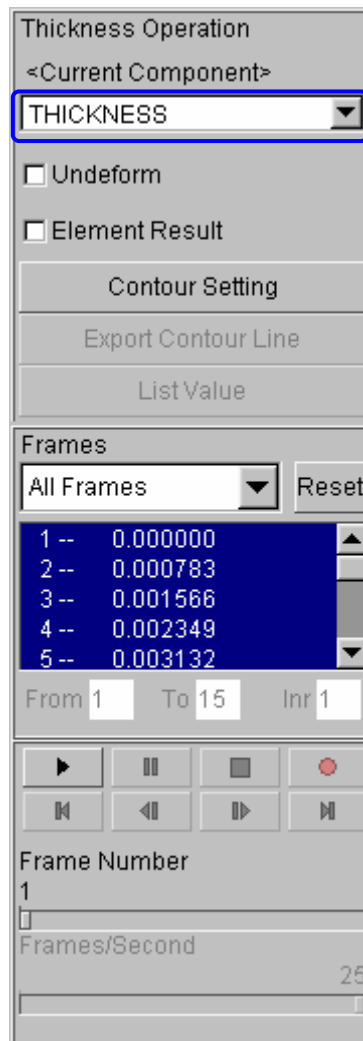 Thickness Operation
<Current Component>
THICKNESS
Undeform
Element Result
Contour Setting
Export Contour Line
List Value
Frames
All Frames Reset
1 -- 0.000000
2 -- 0.000783
3 -- 0.001566
4 -- 0.002349
5 -- 0.003132
From 1 To 15 Inr 1
Frame Number
1
Frames/Second
25